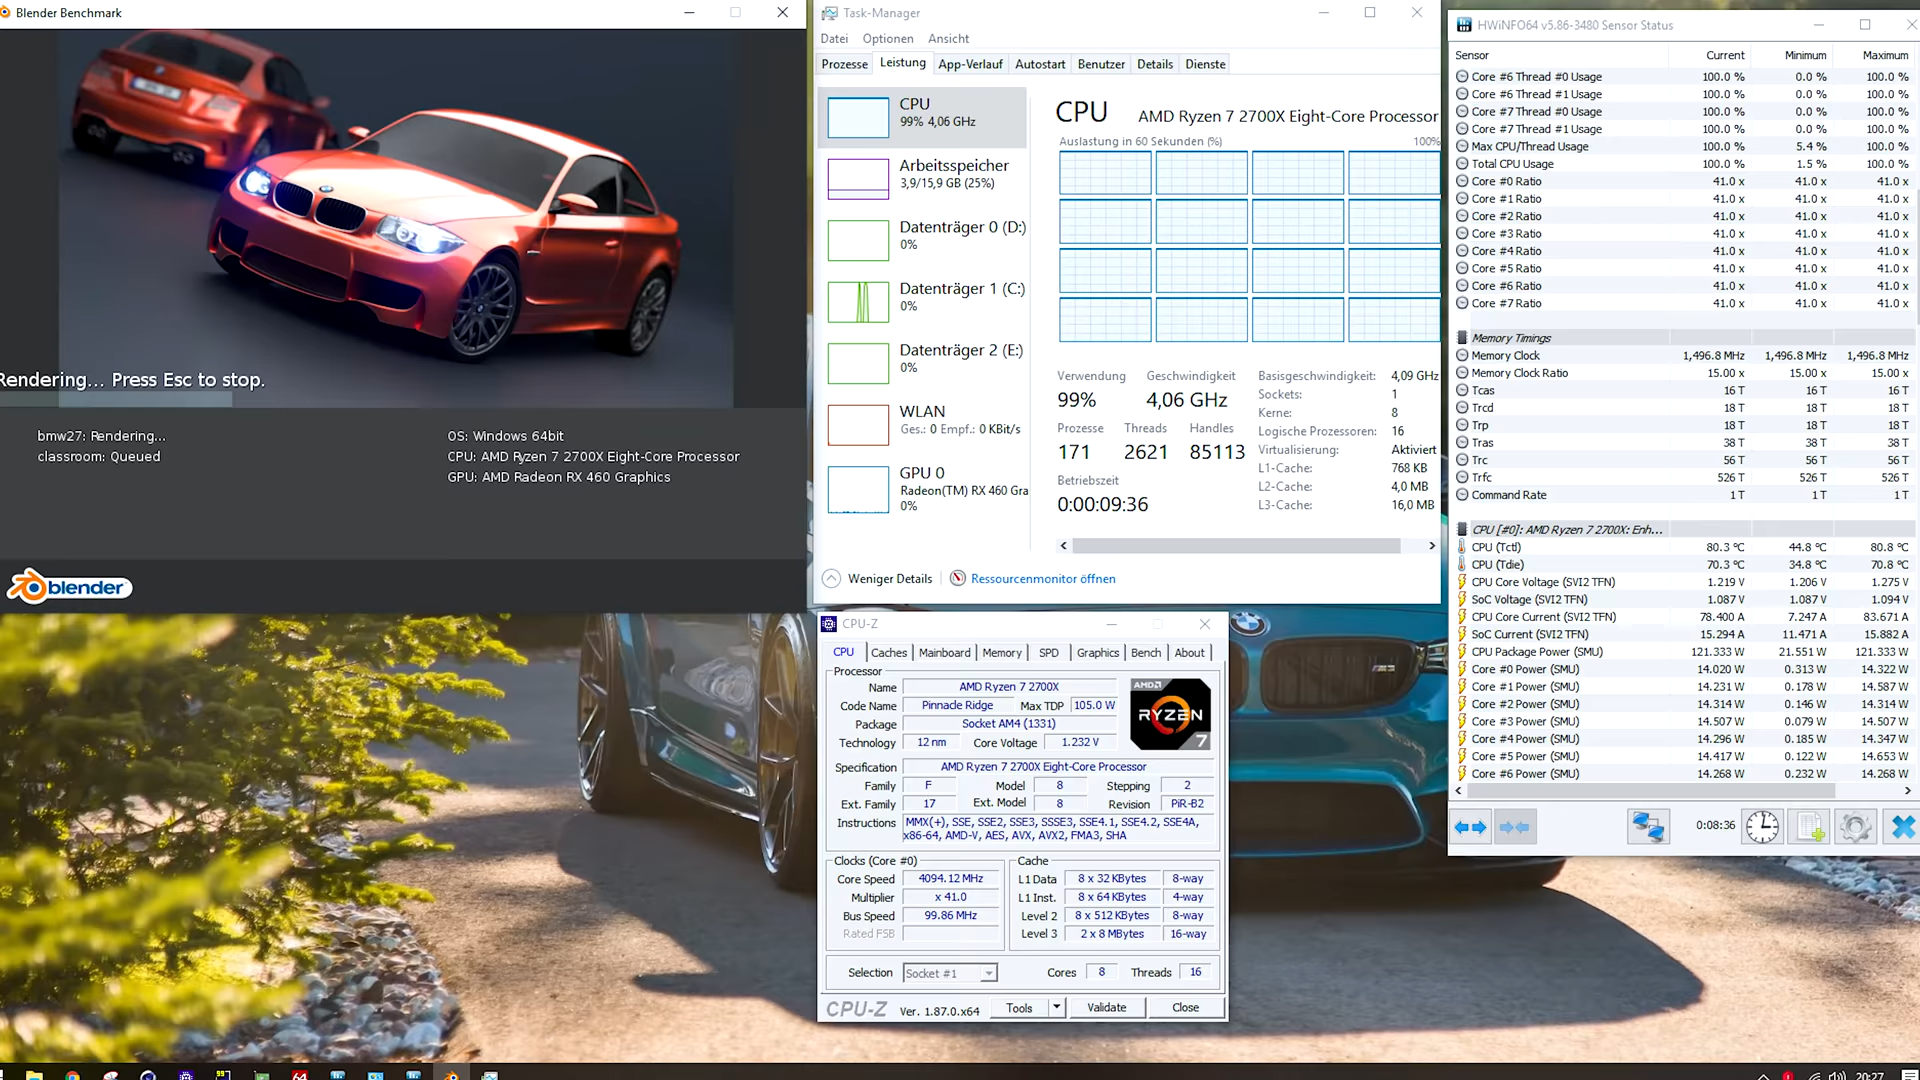 Blender Benchmark
Rendering... Press Esc to stop.
bmw27: Rendering...
classroom: Queued
OS: Windows 64bit
CPU: AMD Ryzen 7 2700X Eight-Core Processor
GPU: AMD Radeon RX 460 Graphics
blender
Task-Manager
Datei Optionen Ansicht
Prozesse Leistung App-Verlauf Autostart Benutzer Details Dienste
CPU
99% 4,06 GHz
Arbeitsspeicher
3,9/15,9 GB (25%)
Datenträger 0 (D:)
0%
Datenträger 1 (C:)
0%
Datenträger 2 (E:)
0%
WLAN
Ges.: 0 Empf.: 0 KBit/s
GPU 0
Radeon(TM) RX 460 Gra
0%
CPU AMD Ryzen 7 2700X Eight-Core Processor
Auslastung in 60 Sekunden (%) 100%
Verwendung Geschwindigkeit
99% 4,06 GHz
Prozesse Threads Handles
171 2621 85113
Betriebszeit
0:00:09:36
Basisgeschwindigkeit: 4,09 GHz
Sockets: 1
Kerne: 8
Logische Prozessoren: 16
Virtualisierung: Aktiviert
L1-Cache: 768 KB
L2-Cache: 4,0 MB
L3-Cache: 16,0 MB
Weniger Details Ressourcenmonitor öffnen
CPU-Z
CPU Caches Mainboard Memory SPD Graphics Bench About
Processor
Name AMD Ryzen 7 2700X
Code Name Pinnade Ridge Max TDP 105.0 W
Package Socket AM4 (1331)
Technology 12 nm Core Voltage 1.232 V
AMD RYZEN 7
Specification AMD Ryzen 7 2700X Eight-Core Processor
Family F Model 8 Stepping 2
Ext. Family 17 Ext. Model 8 Revision PiR-B2
Instructions MMX(+), SSE, SSE2, SSE3, SSSE3, SSE4.1, SSE4.2, SSE4A,
x86-64, AMD-V, AES, AVX, AVX2, FMA3, SHA
Clocks (Core #0)
Core Speed 4094.12 MHz
Multiplier x 41.0
Bus Speed 99.86 MHz
Rated FSB
Cache
L1 Data 8 x 32 KBytes 8-way
L1 Inst. 8 x 64 KBytes 4-way
Level 2 8 x 512 KBytes 8-way
Level 3 2 x 8 MBytes 16-way
Selection Socket #1 Cores 8 Threads 16
CPU-Z Ver. 1.87.0.x64 Tools Validate Close
HWiNFO64 v5.86-3480 Sensor Status
Sensor Current Minimum Maximum
Core #6 Thread #0 Usage 100.0 % 0.0 % 100.0 %
Core #6 Thread #1 Usage 100.0 % 0.0 % 100.0 %
Core #7 Thread #0 Usage 100.0 % 0.0 % 100.0 %
Core #7 Thread #1 Usage 100.0 % 0.0 % 100.0 %
Max CPU/Thread Usage 100.0 % 5.4 % 100.0 %
Total CPU Usage 100.0 % 1.5 % 100.0 %
Core #0 Ratio 41.0 x 41.0 x 41.0 x
Core #1 Ratio 41.0 x 41.0 x 41.0 x
Core #2 Ratio 41.0 x 41.0 x 41.0 x
Core #3 Ratio 41.0 x 41.0 x 41.0 x
Core #4 Ratio 41.0 x 41.0 x 41.0 x
Core #5 Ratio 41.0 x 41.0 x 41.0 x
Core #6 Ratio 41.0 x 41.0 x 41.0 x
Core #7 Ratio 41.0 x 41.0 x 41.0 x
Memory Timings
Memory Clock 1,496.8 MHz 1,496.8 MHz 1,496.8 MHz
Memory Clock Ratio 15.00 x 15.00 x 15.00 x
Tcas 16 T 16 T 16 T
Trcd 18 T 18 T 18 T
Trp 18 T 18 T 18 T
Tras 38 T 38 T 38 T
Trc 56 T 56 T 56 T
Trfc 526 T 526 T 526 T
Command Rate 1 T 1 T 1 T
CPU [#0]: AMD Ryzen 7 2700X: Enh...
CPU (Tctl) 80.3 °C 44.8 °C 80.8 °C
CPU (Tdie) 70.3 °C 34.8 °C 70.8 °C
CPU Core Voltage (SVI2 TFN) 1.219 V 1.206 V 1.275 V
SoC Voltage (SVI2 TFN) 1.087 V 1.087 V 1.094 V
CPU Core Current (SVI2 TFN) 78.400 A 7.247 A 83.671 A
SoC Current (SVI2 TFN) 15.294 A 11.471 A 15.882 A
CPU Package Power (SMU) 121.333 W 21.551 W 121.333 W
Core #0 Power (SMU) 14.020 W 0.313 W 14.322 W
Core #1 Power (SMU) 14.231 W 0.178 W 14.587 W
Core #2 Power (SMU) 14.314 W 0.146 W 14.314 W
Core #3 Power (SMU) 14.507 W 0.079 W 14.507 W
Core #4 Power (SMU) 14.296 W 0.185 W 14.347 W
Core #5 Power (SMU) 14.417 W 0.122 W 14.653 W
Core #6 Power (SMU) 14.268 W 0.232 W 14.268 W
0:08:36
20:27